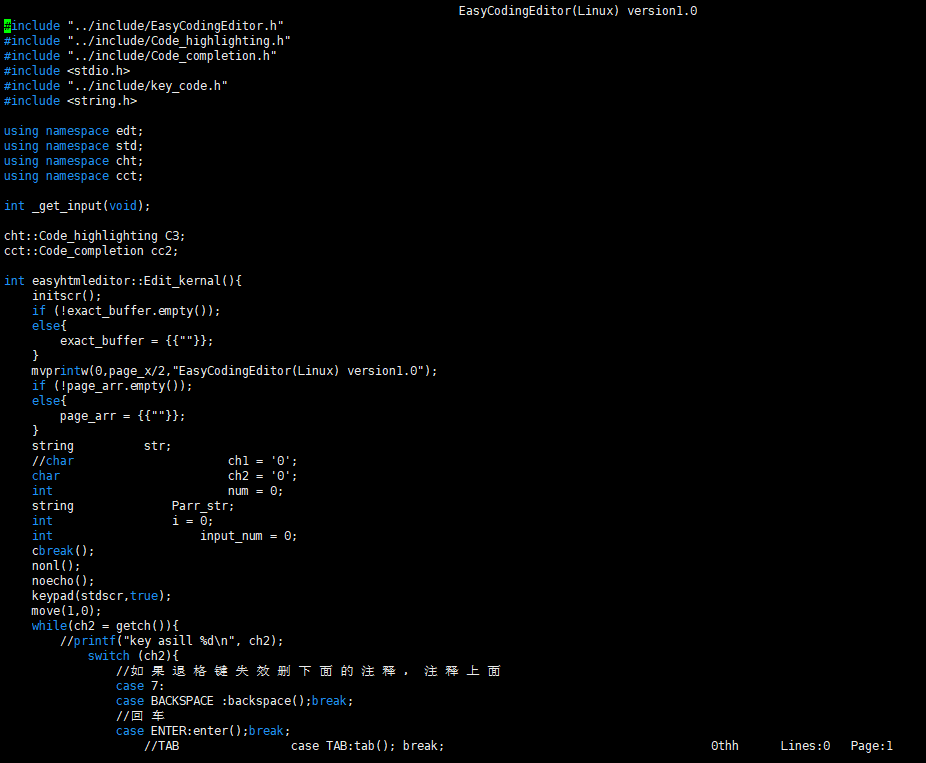 EasyCodingEditor(Linux) version1.0
#include "../include/EasyCodingEditor.h"
#include "../include/Code_highlighting.h"
#include "../include/Code_completion.h"
#include <stdio.h>
#include "../include/key_code.h"
#include <string.h>
using namespace edt;
using namespace std;
using namespace cht;
using namespace cct;
int _get_input(void);
cht::Code_highlighting C3;
cct::Code_completion cc2;
int easyhtmleditor::Edit_kernal(){
    initscr();
    if (!exact_buffer.empty());
    else{
        exact_buffer = {{""}};
    }
    mvprintw(0,page_x/2,"EasyCodingEditor(Linux) version1.0");
    if (!page_arr.empty());
    else{
        page_arr = {{""}};
    }
    string          str;
    //char                      ch1 = '0';
    char                        ch2 = '0';
    int                         num = 0;
    string              Parr_str;
    int                 i = 0;
    int                     input_num = 0;
    cbreak();
    nonl();
    noecho();
    keypad(stdscr,true);
    move(1,0);
    while(ch2 = getch()){
        //printf("key asill %d\n", ch2);
            switch (ch2){
                //如果退格键失效删下面的注释，注释上面
                case 7:
                case BACKSPACE :backspace();break;
                //回车
                case ENTER:enter();break;
                    //TAB                case TAB:tab(); break;
0thh      Lines:0   Page:1